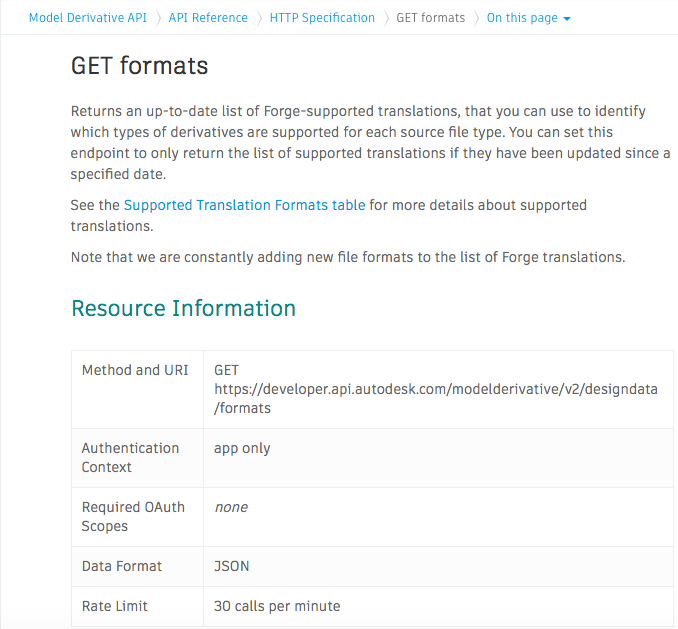 Model Derivative API 〉 API Reference 〉 HTTP Specification 〉 GET formats 〉 On this page
GET formats
Returns an up-to-date list of Forge-supported translations, that you can use to identify
which types of derivatives are supported for each source file type. You can set this
endpoint to only return the list of supported translations if they have been updated since a
specified date.
See the Supported Translation Formats table for more details about supported
translations.
Note that we are constantly adding new file formats to the list of Forge translations.
Resource Information
Method and URI GET
https://developer.api.autodesk.com/modelderivative/v2/designdata
/formats
Authentication app only
Context
Required OAuth none
Scopes
Data Format JSON
Rate Limit 30 calls per minute